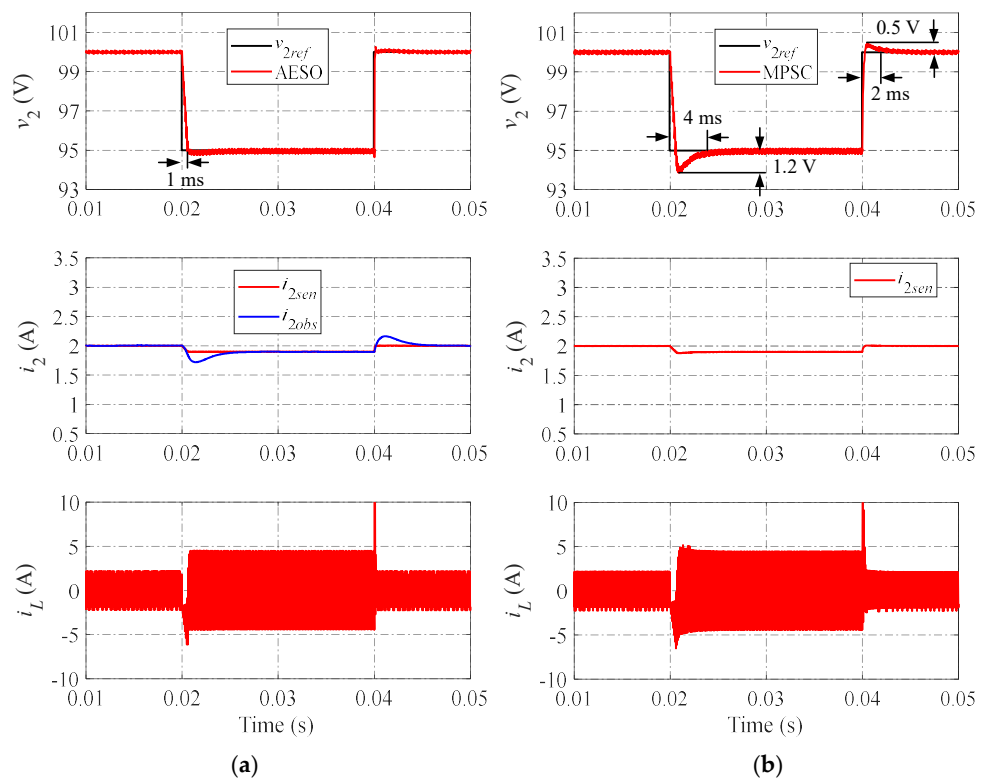 101
99
97
95
93
v2 (V)
v2ref
AESO
1 ms
0.01 0.02 0.03 0.04 0.05
3.5
3
2.5
2
1.5
1
0.5
i2 (A)
i2sen
i2obs
0.01 0.02 0.03 0.04 0.05
10
5
0
-5
-10
iL (A)
0.01 0.02 0.03 0.04 0.05
Time (s)
(a)
101
99
97
95
93
v2 (V)
v2ref
MPSC
0.5 V
2 ms
4 ms
1.2 V
0.01 0.02 0.03 0.04 0.05
3.5
3
2.5
2
1.5
1
0.5
i2 (A)
i2sen
0.01 0.02 0.03 0.04 0.05
10
5
0
-5
-10
iL (A)
0.01 0.02 0.03 0.04 0.05
Time (s)
(b)